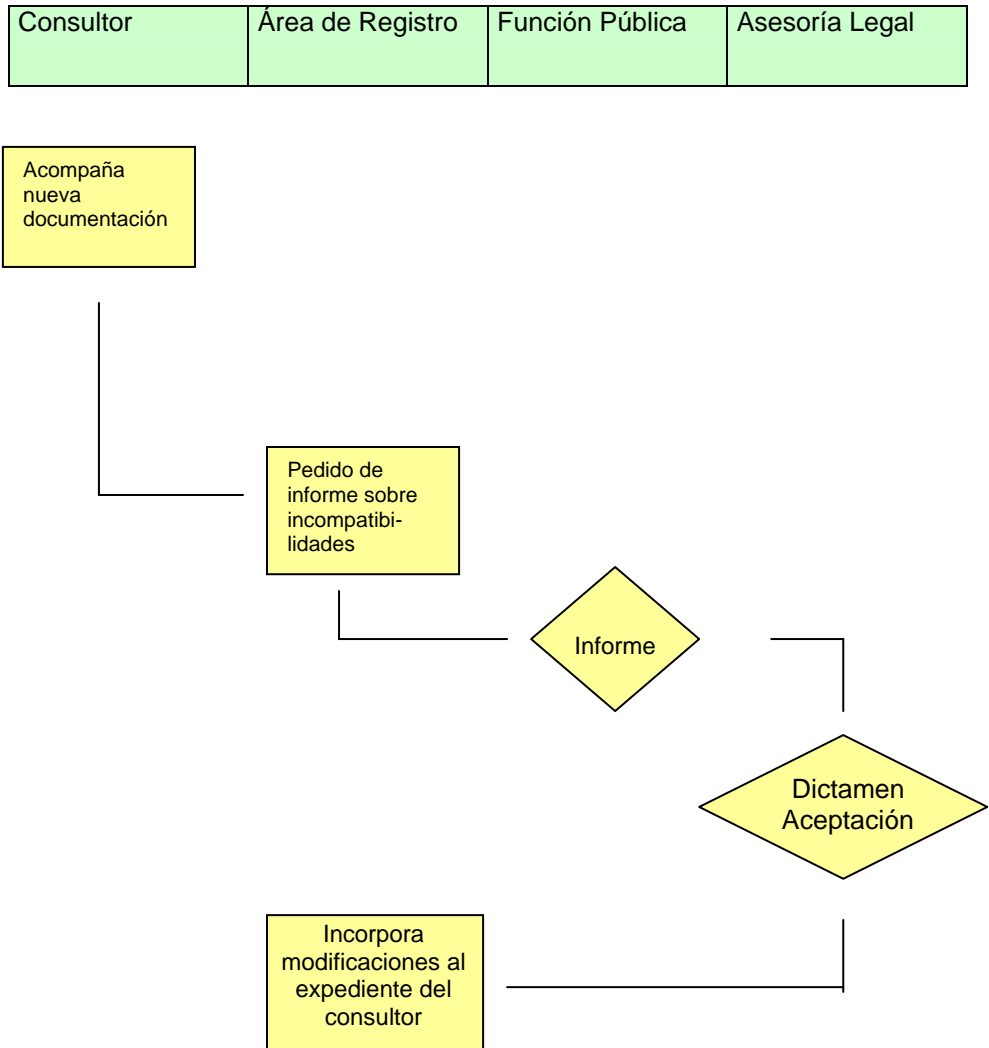 Consultor
Área de Registro
Función Pública
Asesoría Legal
Acompaña
nueva
documentación
Pedido de
informe sobre
incompatibi-
lidades
Informe
Dictamen
Aceptación
Incorpora
modificaciones al
expediente del
consultor